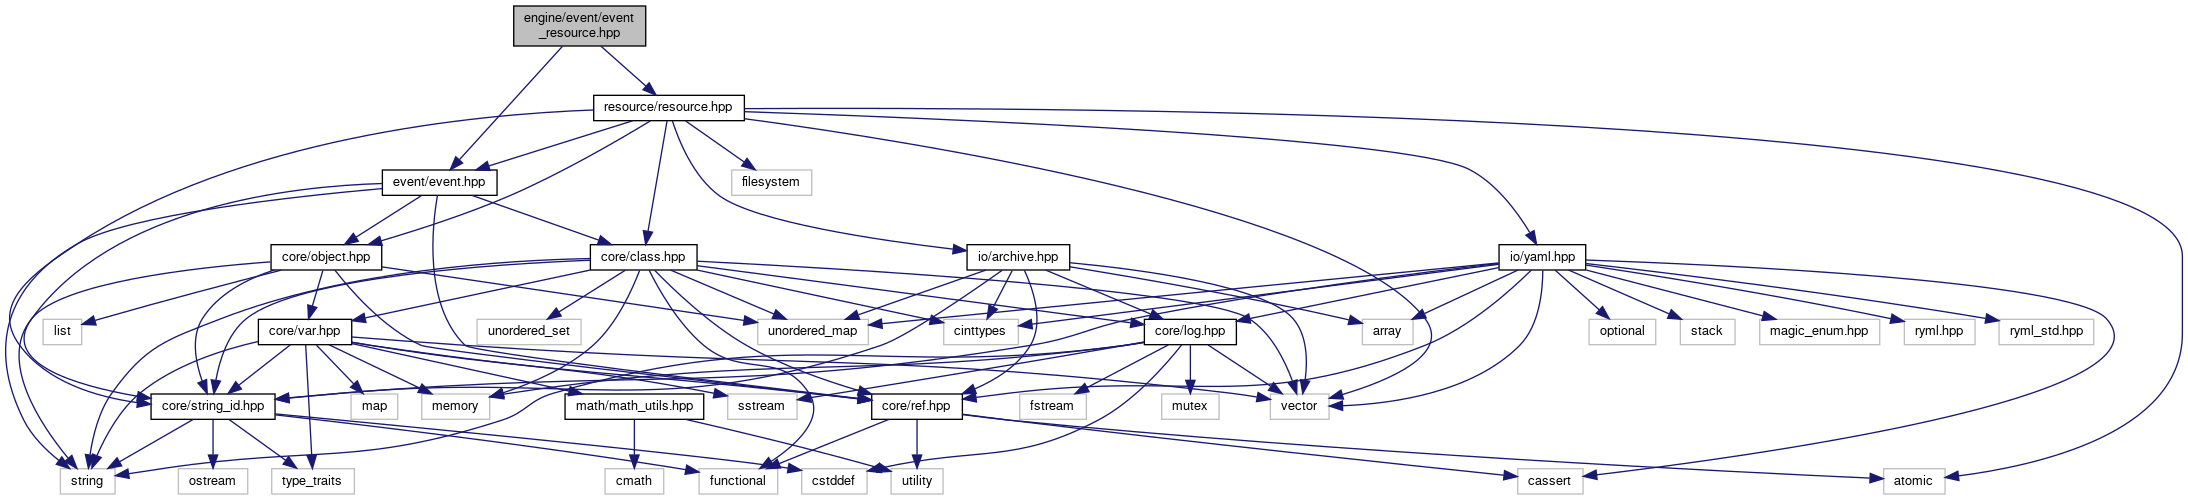 engine/event/event
_resource.hpp
resource/resource.hpp
event/event.hpp
filesystem
core/object.hpp
core/class.hpp
io/archive.hpp
io/yaml.hpp
list
core/var.hpp
unordered_set
unordered_map
cinttypes
core/log.hpp
array
optional
stack
magic_enum.hpp
ryml.hpp
ryml_std.hpp
core/string_id.hpp
map
memory
math/math_utils.hpp
sstream
core/ref.hpp
fstream
mutex
vector
string
ostream
type_traits
cmath
functional
cstddef
utility
cassert
atomic